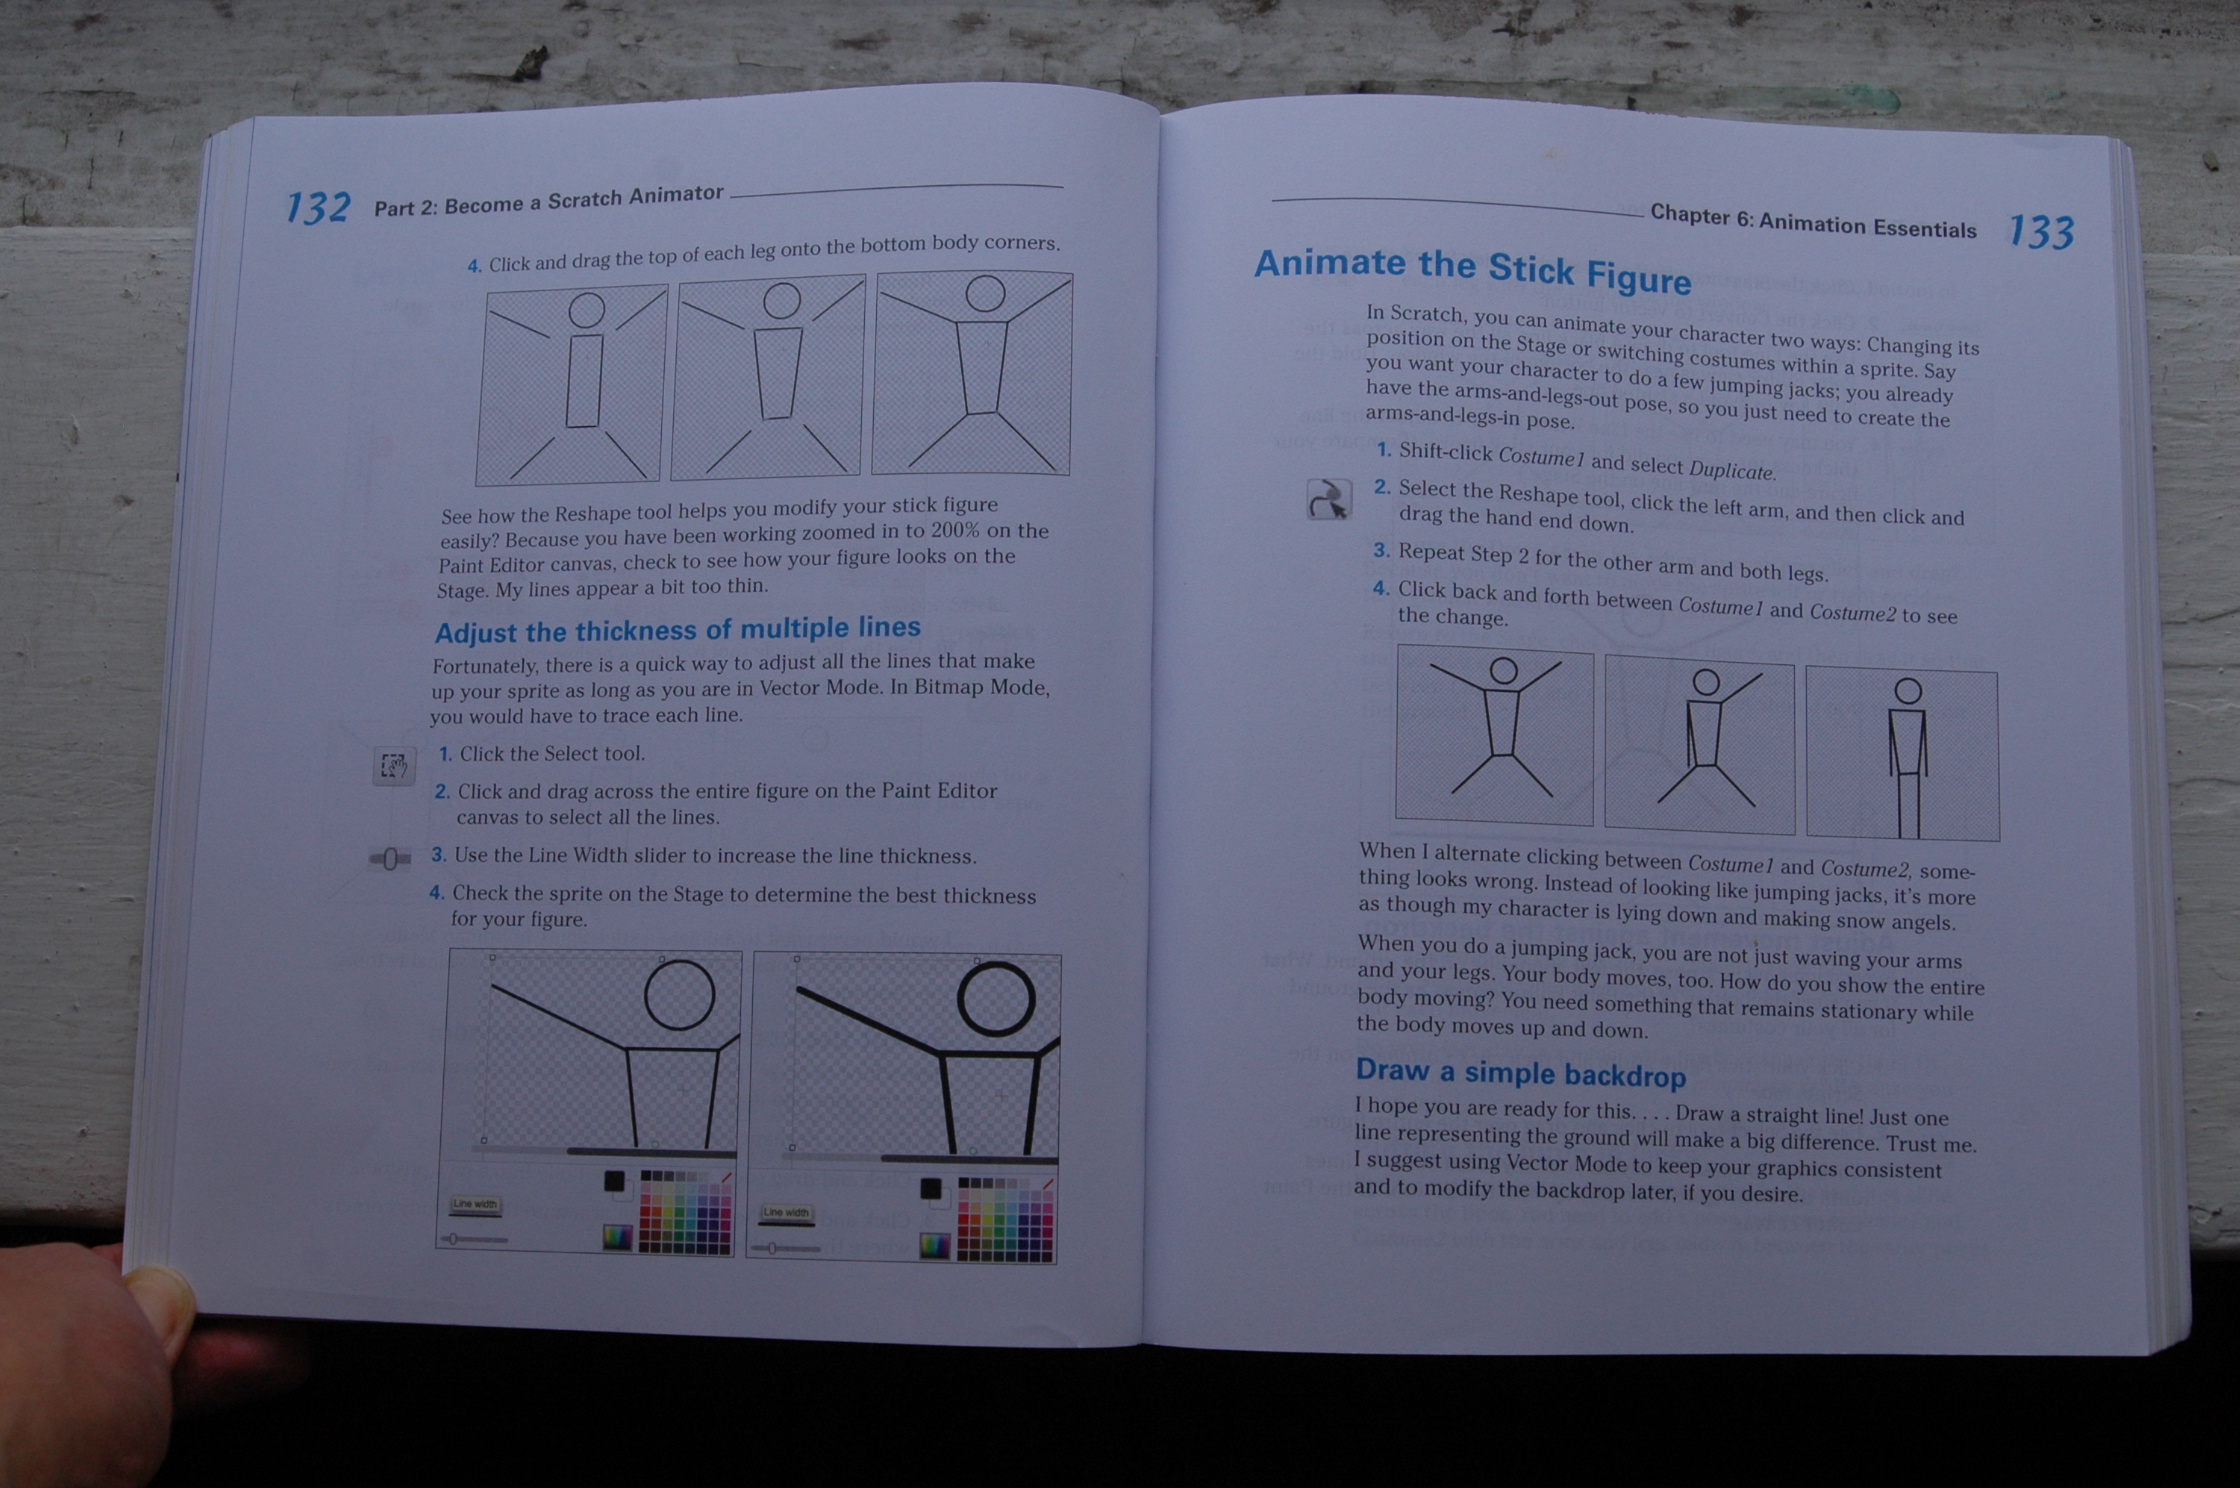 132 Part 2: Become a Scratch Animator
4. Click and drag the top of each leg onto the bottom body corners.
See how the Reshape tool helps you modify your stick figure
easily? Because you have been working zoomed in to 200% on the
Paint Editor canvas, check to see how your figure looks on the
Stage. My lines appear a bit too thin.
Adjust the thickness of multiple lines
Fortunately, there is a quick way to adjust all the lines that make
up your sprite as long as you are in Vector Mode. In Bitmap Mode,
you would have to trace each line.
1. Click the Select tool.
2. Click and drag across the entire figure on the Paint Editor
canvas to select all the lines.
3. Use the Line Width slider to increase the line thickness.
4. Check the sprite on the Stage to determine the best thickness
for your figure.
Line width
Line width
Chapter 6: Animation Essentials 133
Animate the Stick Figure
In Scratch, you can animate your character two ways: Changing its
position on the Stage or switching costumes within a sprite. Say
you want your character to do a few jumping jacks; you already
have the arms-and-legs-out pose, so you just need to create the
arms-and-legs-in pose.
1. Shift-click Costume1 and select Duplicate.
2. Select the Reshape tool, click the left arm, and then click and
drag the hand end down.
3. Repeat Step 2 for the other arm and both legs.
4. Click back and forth between Costume1 and Costume2 to see
the change.
When I alternate clicking between Costume1 and Costume2, some-
thing looks wrong. Instead of looking like jumping jacks, it's more
as though my character is lying down and making snow angels.
When you do a jumping jack, you are not just waving your arms
and your legs. Your body moves, too. How do you show the entire
body moving? You need something that remains stationary while
the body moves up and down.
Draw a simple backdrop
I hope you are ready for this. . . . Draw a straight line! Just one
line representing the ground will make a big difference. Trust me.
I suggest using Vector Mode to keep your graphics consistent
and to modify the backdrop later, if you desire.